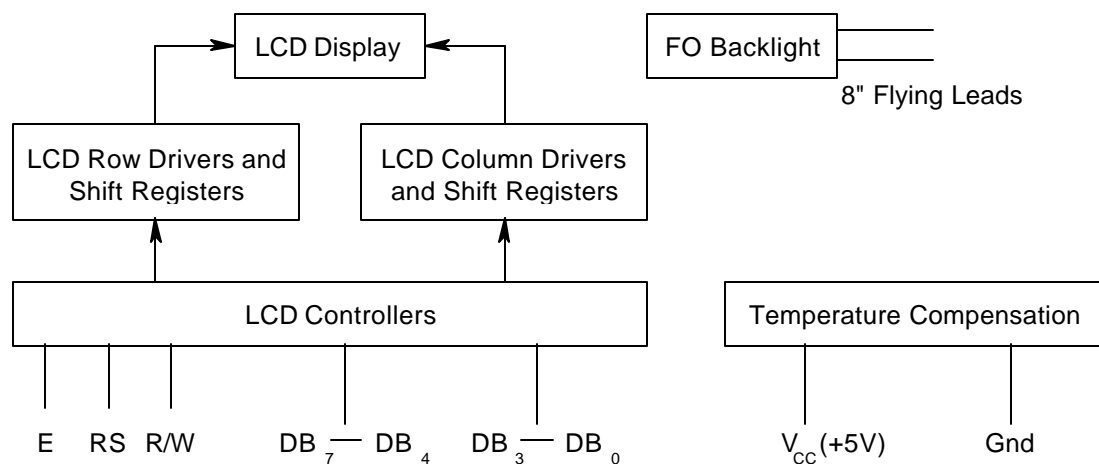 LCD Display
FO Backlight
8" Flying Leads
LCD Row Drivers and
Shift Registers
LCD Column Drivers
and Shift Registers
LCD Controllers
Temperature Compensation
E RS R/W DB7 — DB4 DB3 — DB0 VCC(+5V) Gnd